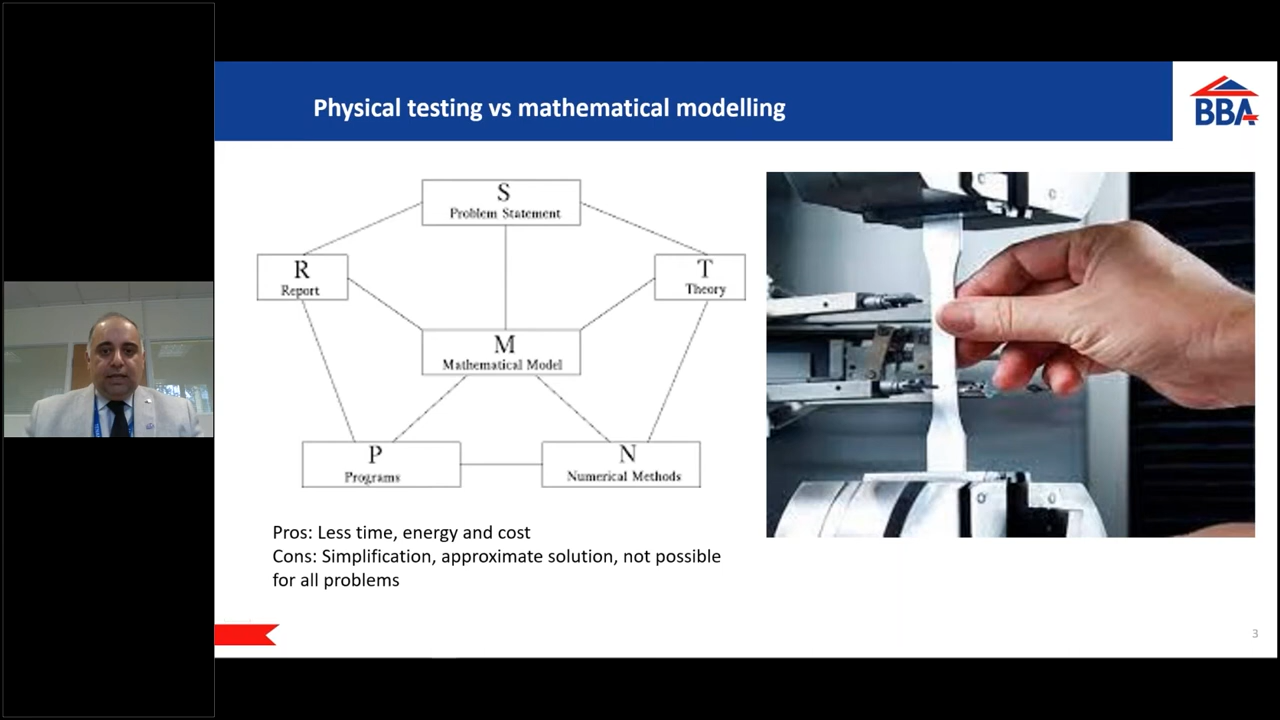 Physical testing vs mathematical modelling
BBA
S
Problem Statement
R
Report
T
Theory
M
Mathematical Model
P
Programs
N
Numerical Methods
Pros: Less time, energy and cost
Cons: Simplification, approximate solution, not possible
for all problems
3